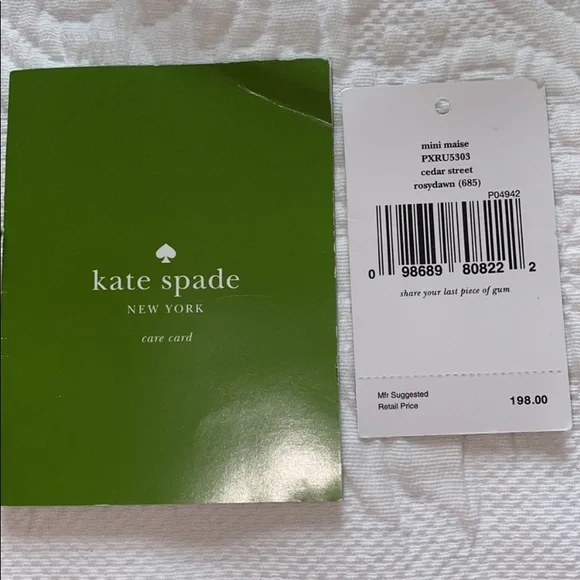 kate spade
NEW YORK
care card
mini maise
PXRU5303
cedar street
rosydawn (685)
P04942
0 98689 80822 2
share your last piece of gum
Mfr Suggested
Retail Price
198.00